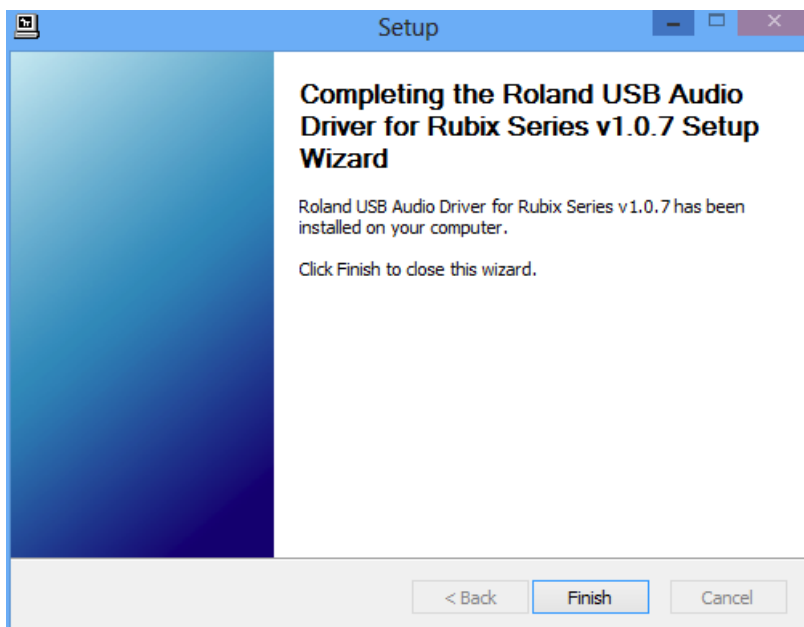 Setup
Completing the Roland USB Audio
Driver for Rubix Series v1.0.7 Setup
Wizard
Roland USB Audio Driver for Rubix Series v1.0.7 has been
installed on your computer.
Click Finish to close this wizard.
< Back Finish Cancel